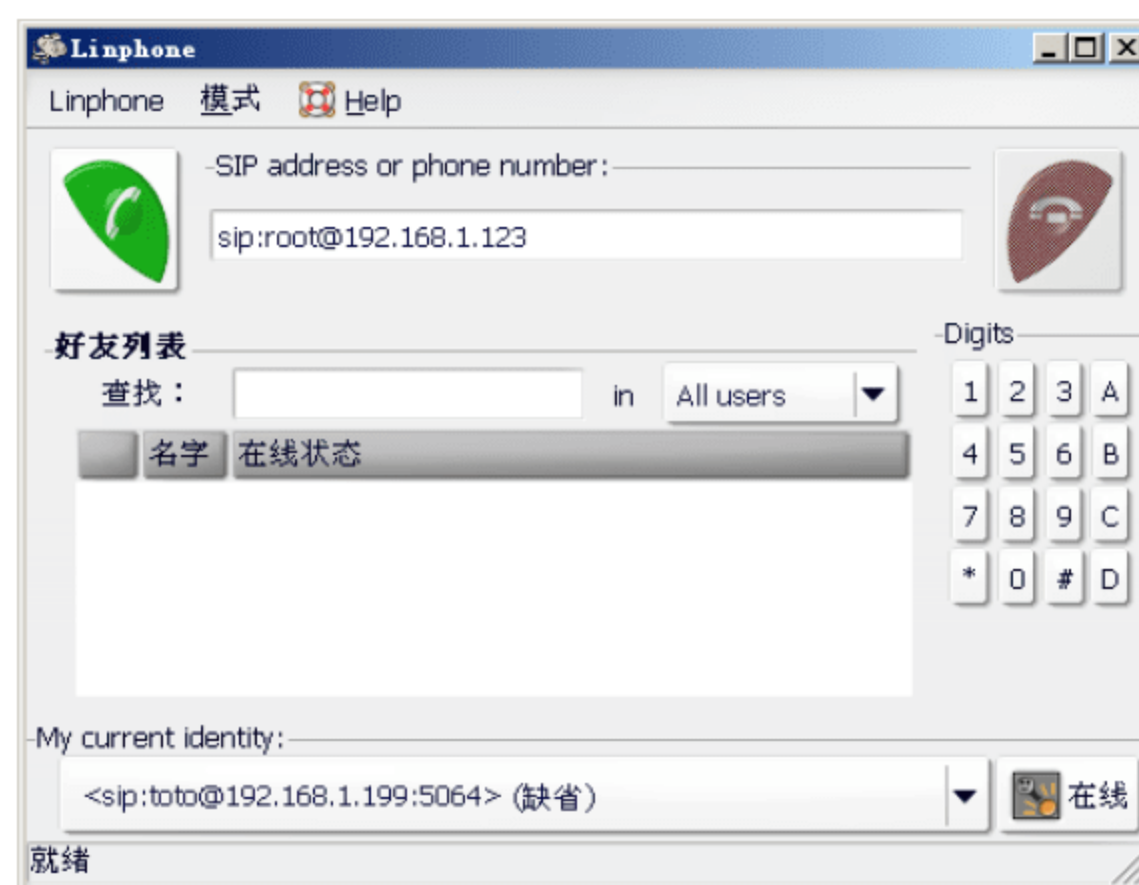 Linphone
Linphone 模式 Help
SIP address or phone number:
sip:root@192.168.1.123
好友列表
Digits
查找： in All users
1 2 3 A
名字 在线状态
4 5 6 B
7 8 9 C
* 0 # D
My current identity:
<sip:toto@192.168.1.199:5064> (缺省)
在线
就绪